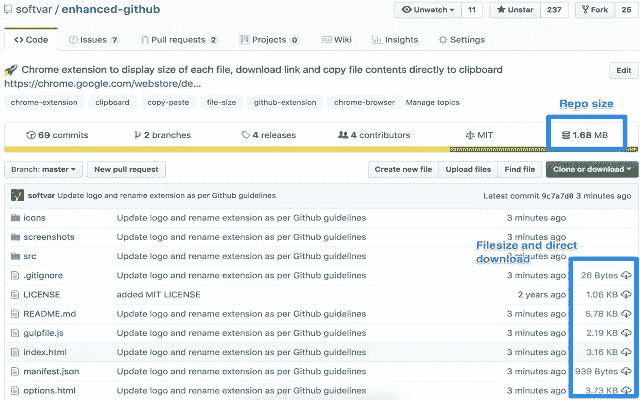 softvar / enhanced-github
Unwatch 11 Unstar 237 Fork 25
Code Issues 7 Pull requests 2 Projects 0 Wiki Insights Settings
Chrome extension to display size of each file, download link and copy file contents directly to clipboard
https://chrome.google.com/webstore/de...
Edit
chrome-extension clipboard copy-paste file-size github-extension chrome-browser Manage topics
Repo size
69 commits 2 branches 4 releases 4 contributors MIT 1.68 MB
Branch: master New pull request Create new file Upload files Find file Clone or download
softvar Update logo and rename extension as per Github guidelines Latest commit 9c7a7d0 3 minutes ago
icons Update logo and rename extension as per Github guidelines 3 minutes ago
screenshots Update logo and rename extension as per Github guidelines 3 minutes ago
Filesize and direct
download
src Update logo and rename extension as per Github guidelines 3 minutes ago
.gitignore Update logo and rename extension as per Github guidelines 3 minutes ago 26 Bytes
LICENSE added MIT LICENSE 2 years ago 1.06 KB
README.md Update logo and rename extension as per Github guidelines 3 minutes ago 5.78 KB
gulpfile.js Update logo and rename extension as per Github guidelines 3 minutes ago 2.19 KB
index.html Update logo and rename extension as per Github guidelines 3 minutes ago 3.16 KB
manifest.json Update logo and rename extension as per Github guidelines 3 minutes ago 939 Bytes
options.html Update logo and rename extension as per Github guidelines 3 minutes ago 3.73 KB